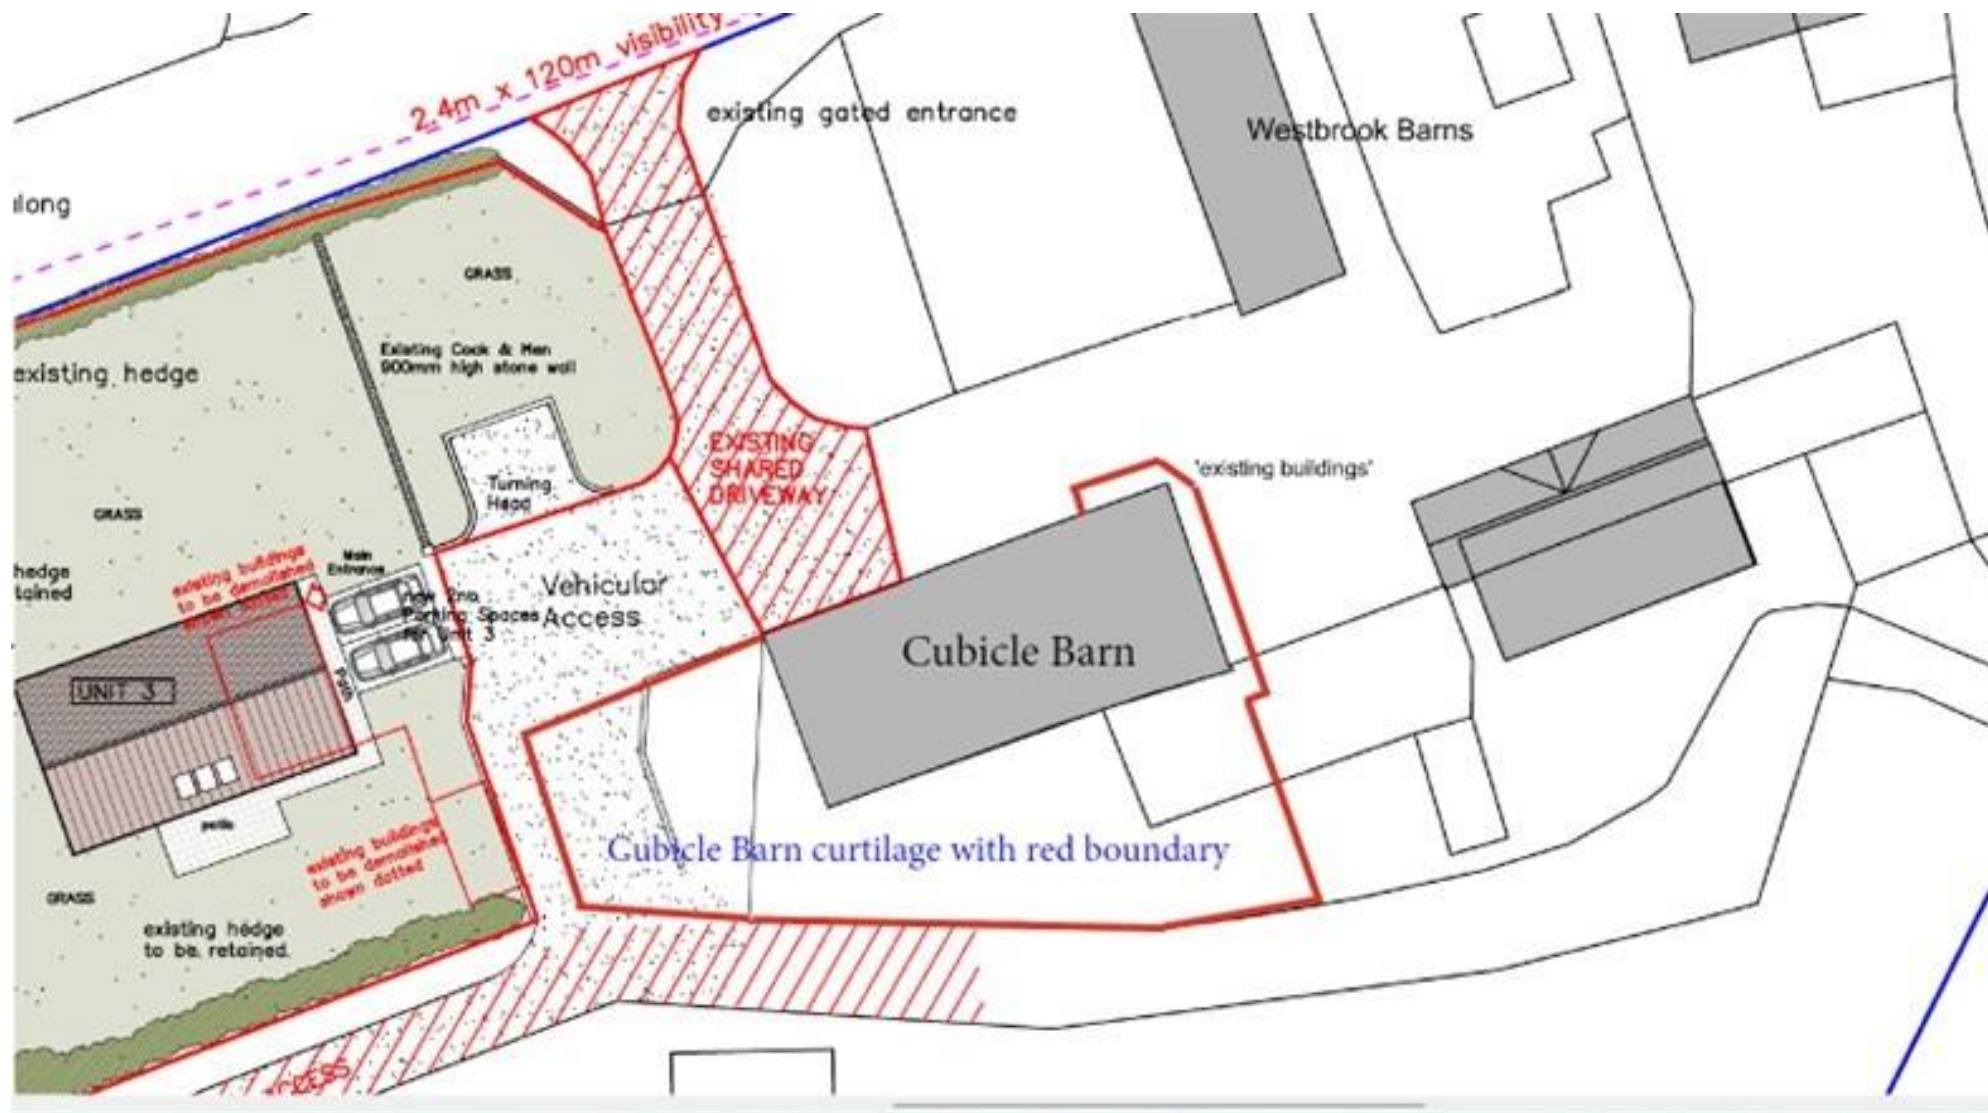 2.4m x 120m visibility
existing gated entrance
Westbrook Barns
along
GRASS
existing hedge
Existing Cock & Hen
900mm high stone wall
EXISTING
SHARED
DRIVEWAY
'existing buildings'
Turning
Head
GRASS
Main
Entrance
existing buildings
to be demolished
hedge
tained
Vehicular
Access
new 2no
Parking Spaces
for Unit 3
Cubicle Barn
UNIT 3
Path
patio
existing buildings
to be demolished
shown dotted
Cubicle Barn curtilage with red boundary
GRASS
existing hedge
to be retained.